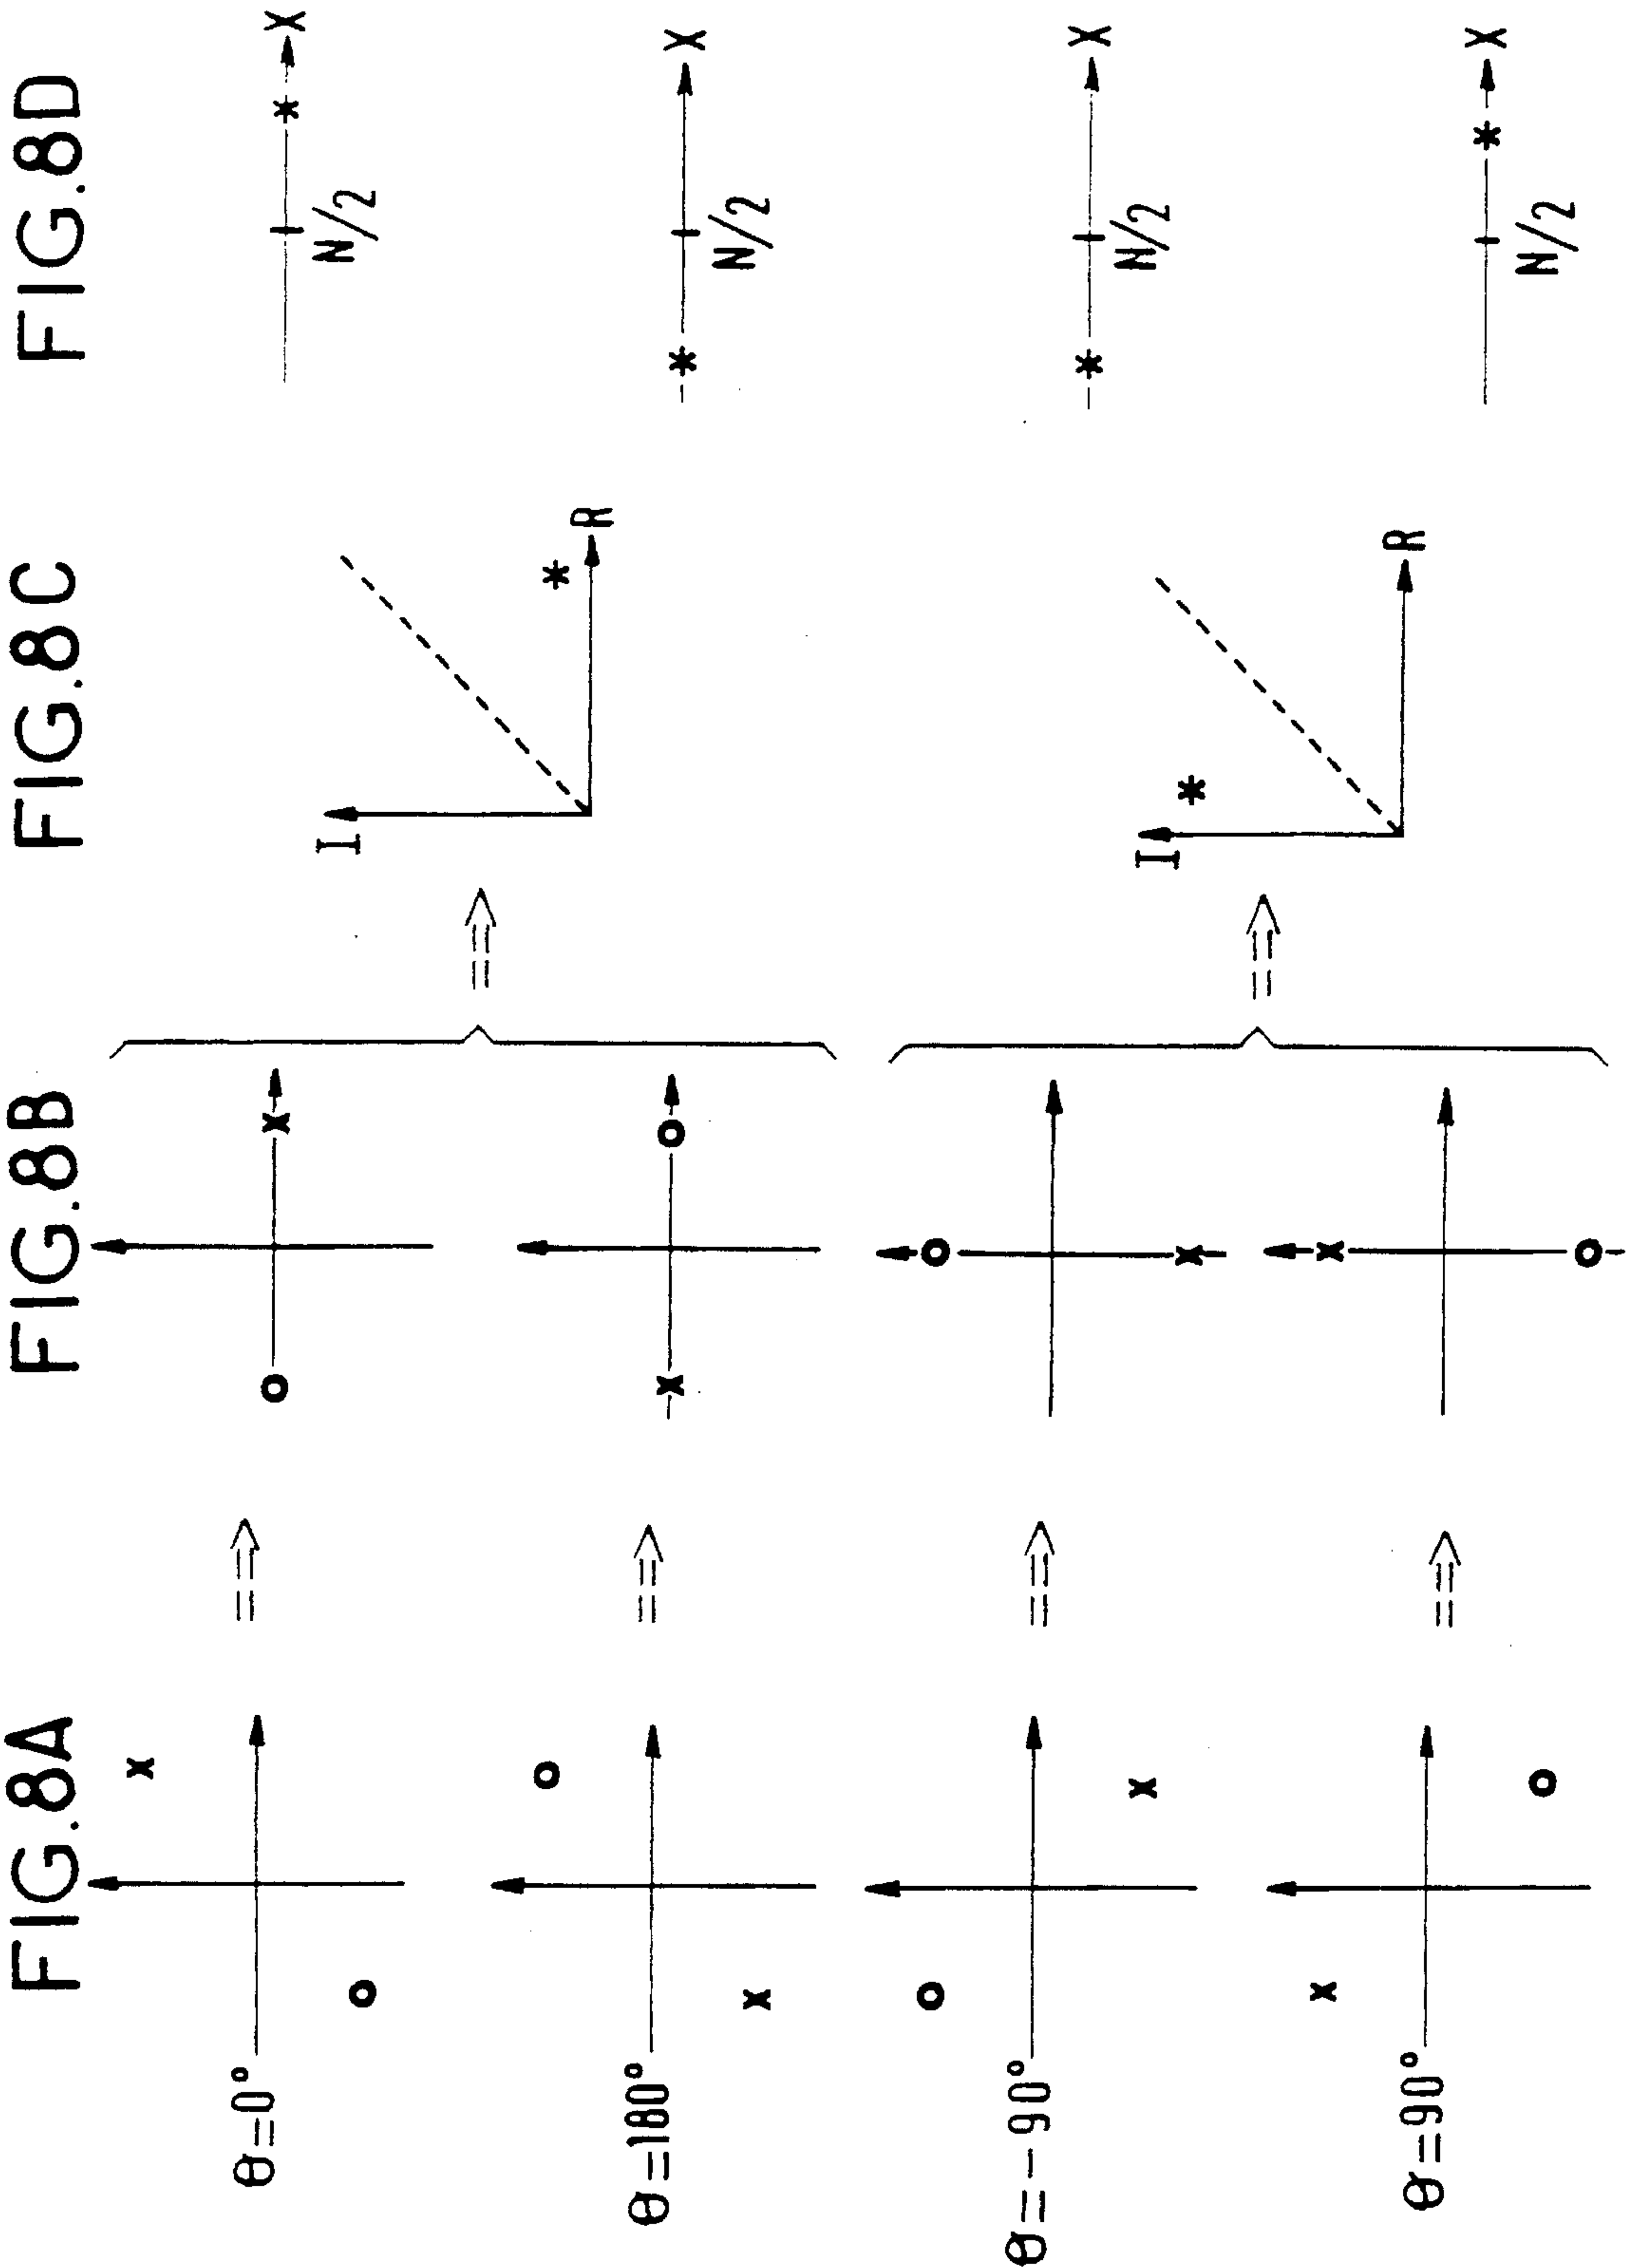 FIG.8A FIG.8B FIG.8C FIG.8D
θ=0°
I
R
N/2
X
θ=180°
N/2
X
θ=-90°
I
R
N/2
X
θ=90°
N/2
X